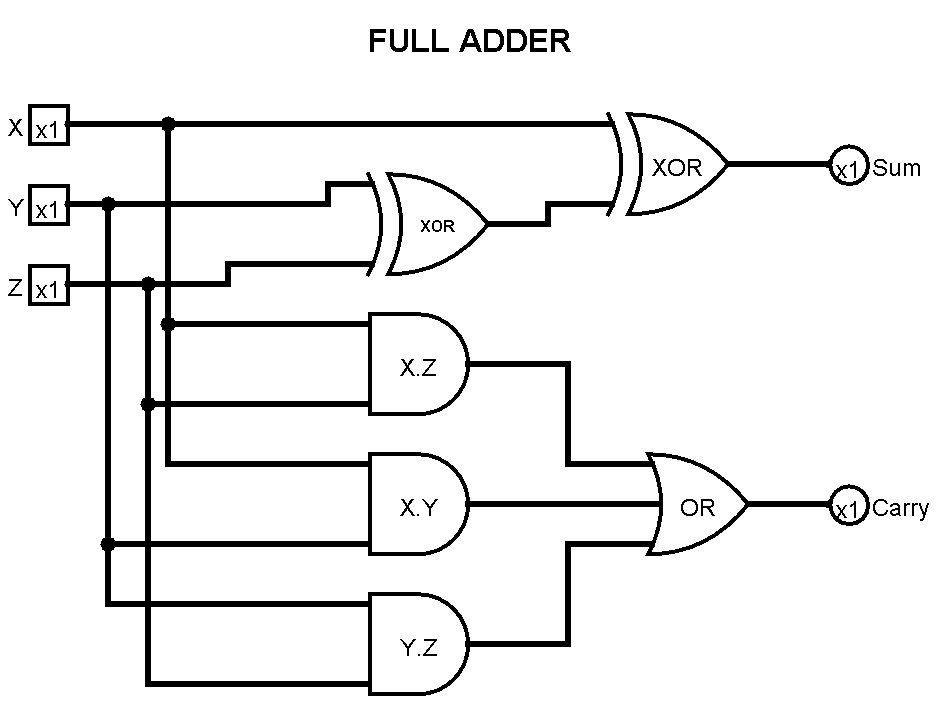 FULL ADDER
X x1
XOR
x1 Sum
Y x1
XOR
Z x1
X.Z
X.Y
OR
x1 Carry
Y.Z